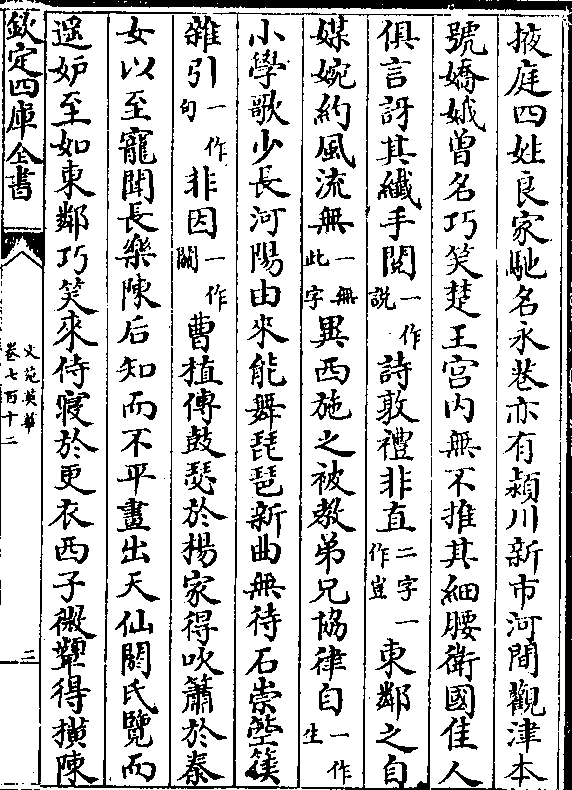 掖庭四姓良家馳名永巷亦有潁川新市河間觀津本
號嬌娥曾名巧笑楚王宮内無不推其細腰衛國佳人
俱言訝其纖手閱一作說詩敦禮非直二字一作豈東鄰之自
媒婉約風流無一無此字異西施之被教弟兄協律自一作生
小學歌少長河陽由來能舞琵琶新曲無待石崇箜篌
雜引一作句非因一作關曹植傳鼓瑟於楊家得吹簫於秦
女以至寵聞長樂陳后知而不平畫出天仙閼氏覽而
遥妒至如東鄰巧笑來侍寢於更衣西子微顰得横陳
欽定四庫全書
文苑英華
卷七百十二
三